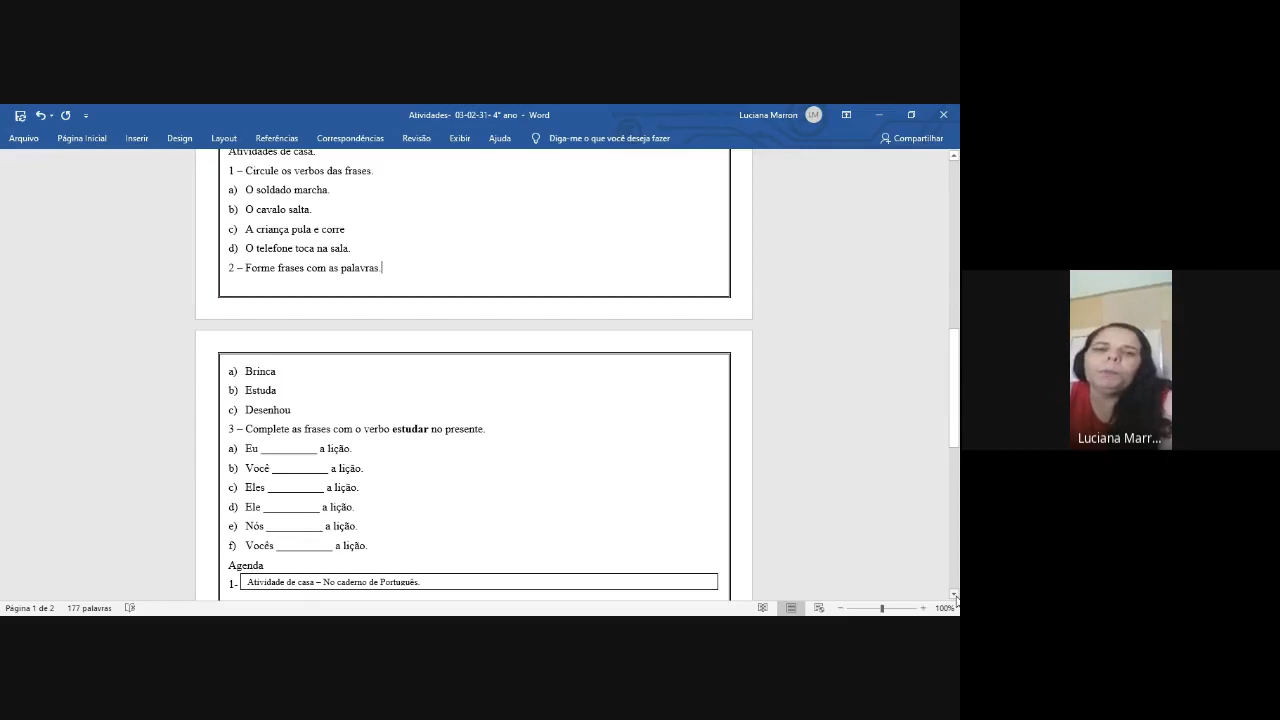 Atividades- 03-02-31- 4° ano - Word
Luciana Marron
LM
Arquivo
Página Inicial
Inserir
Design
Layout
Referências
Correspondências
Revisão
Exibir
Ajuda
Diga-me o que você deseja fazer
Compartilhar
Atividades de casa.
1 – Circule os verbos das frases.
a) O soldado marcha.
b) O cavalo salta.
c) A criança pula e corre
d) O telefone toca na sala.
2 – Forme frases com as palavras.
a) Brinca
b) Estuda
c) Desenhou
3 – Complete as frases com o verbo estudar no presente.
a) Eu __________ a lição.
b) Você __________ a lição.
c) Eles __________ a lição.
d) Ele __________ a lição.
e) Nós __________ a lição.
f) Vocês __________ a lição.
Agenda
1- Atividade de casa – No caderno de Português.
Página 1 de 2
177 palavras
100%
Luciana Marr...